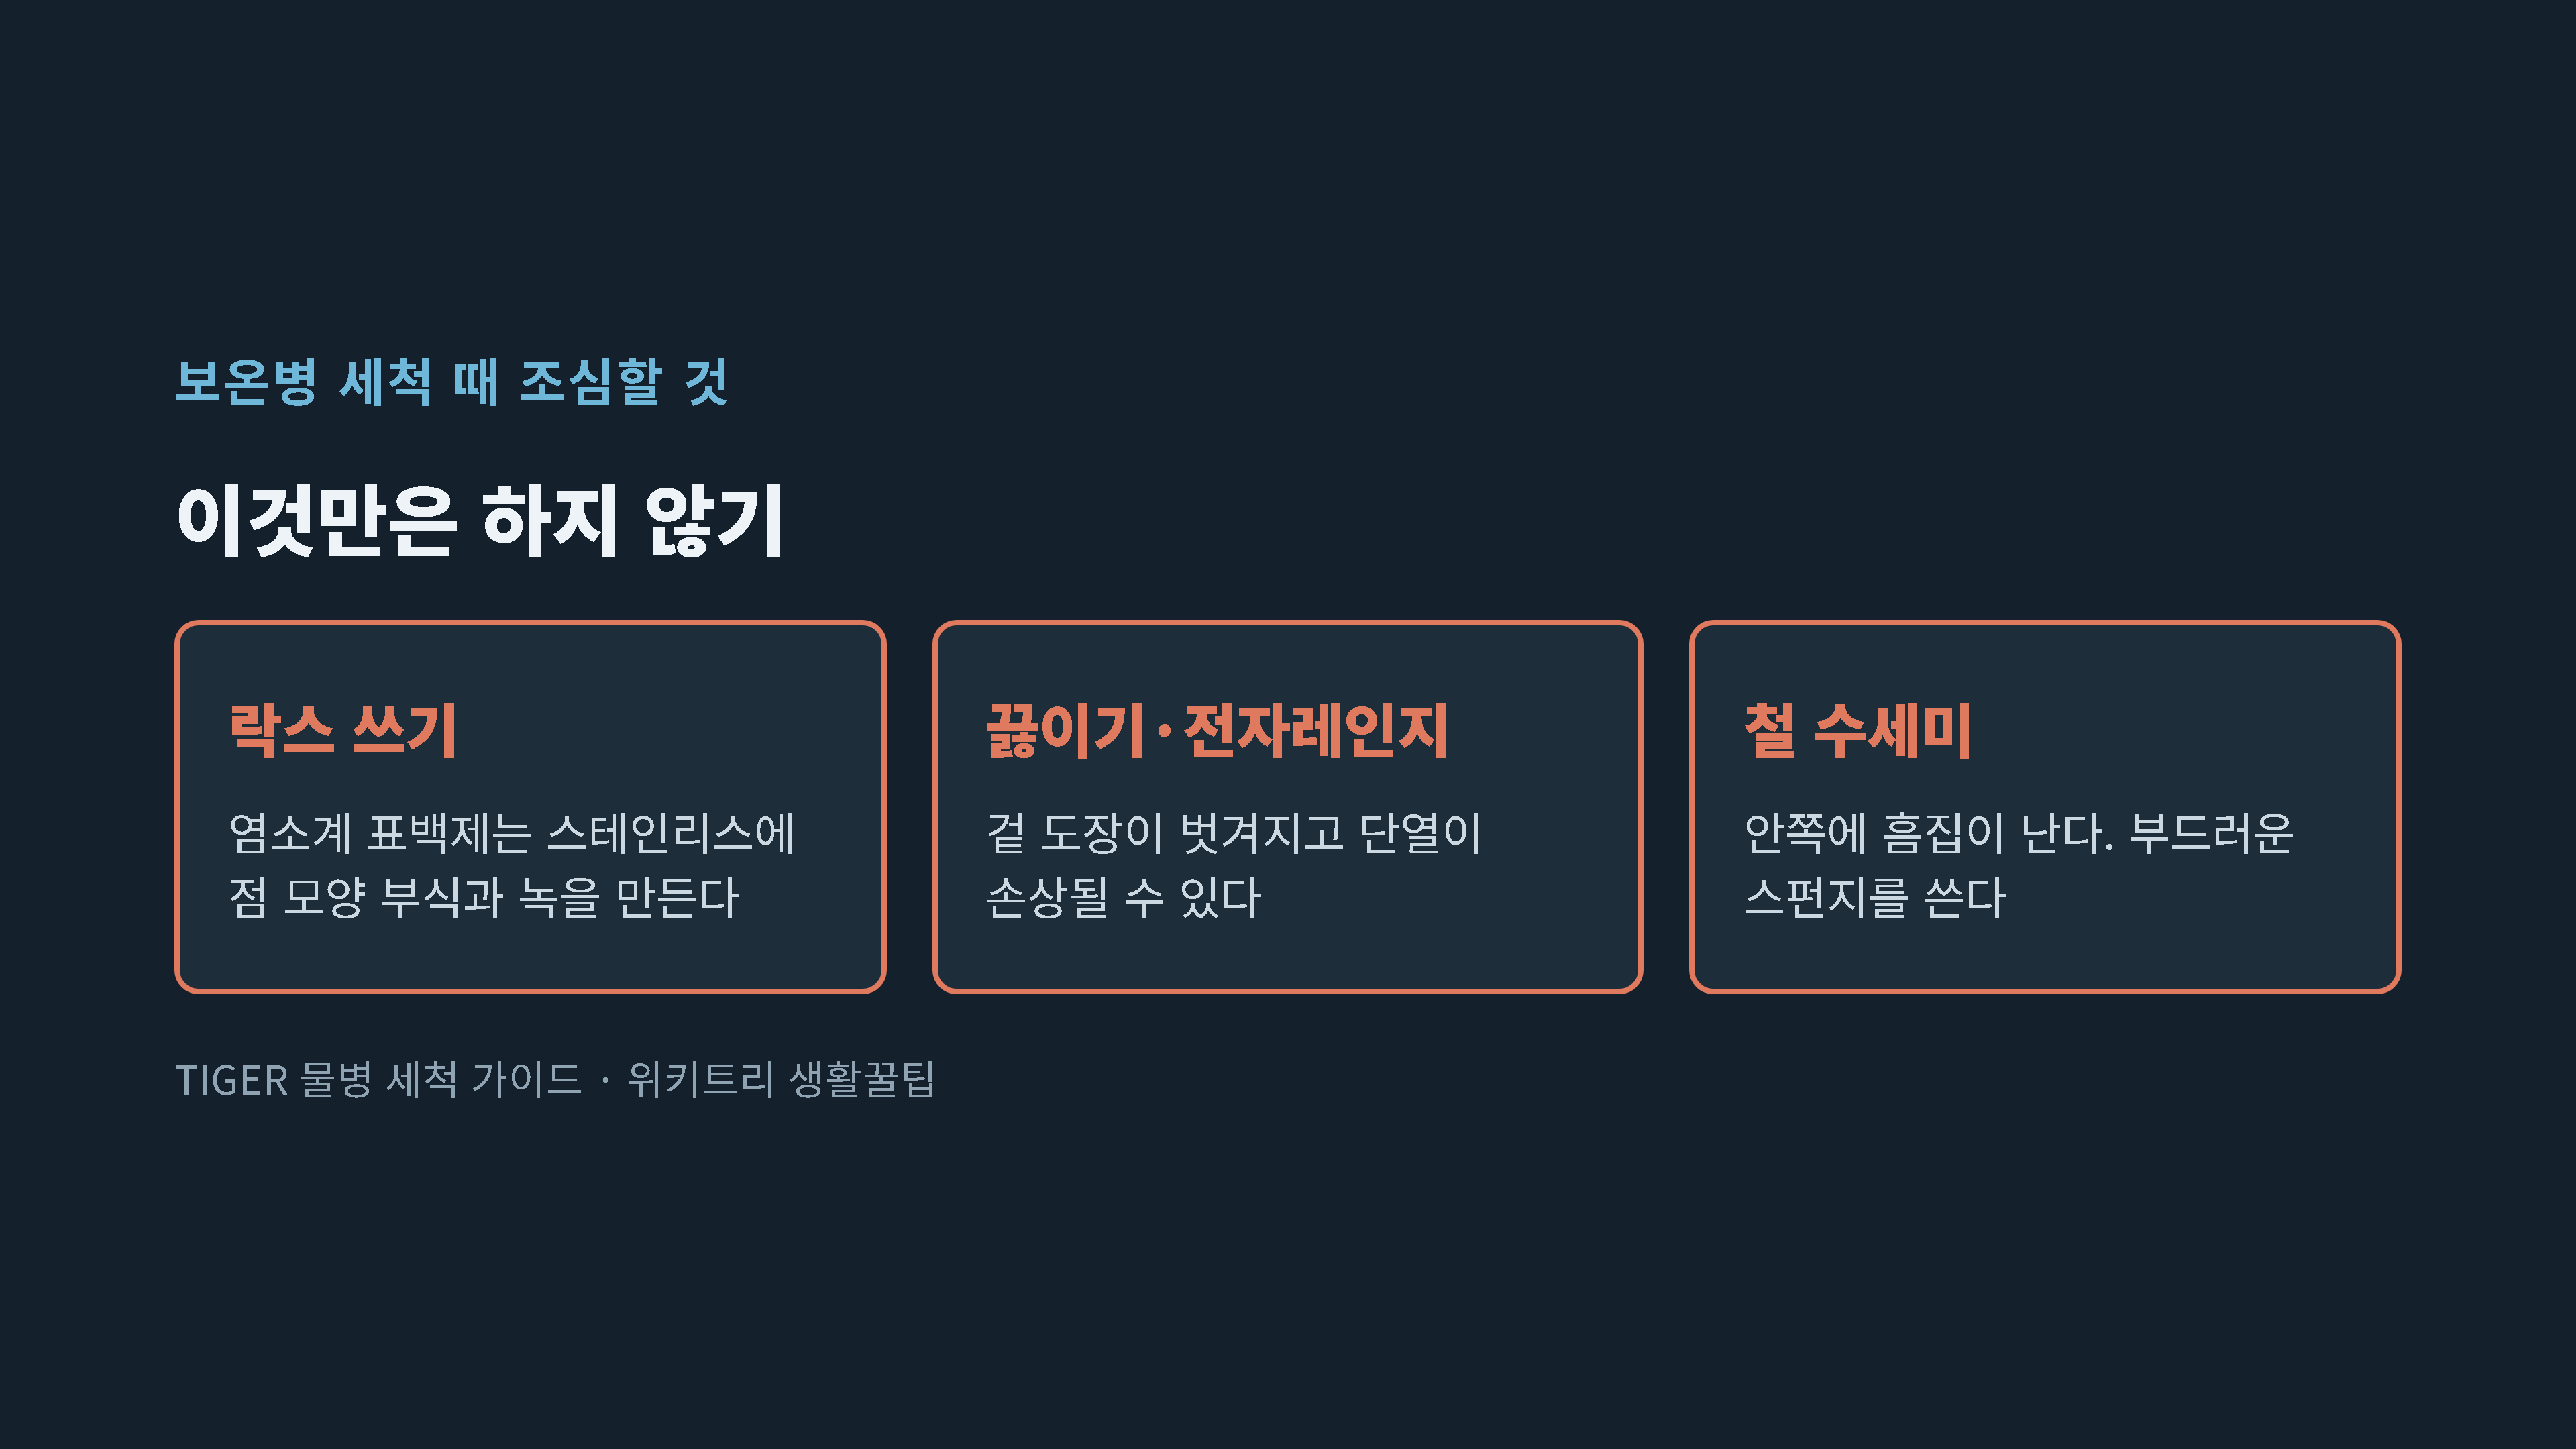 보온병 세척 때 조심할 것
이것만은 하지 않기
락스 쓰기
염소계 표백제는 스테인리스에
점 모양 부식과 녹을 만든다
끓이기·전자레인지
겉 도장이 벗겨지고 단열이
손상될 수 있다
철 수세미
안쪽에 흠집이 난다. 부드러운
스펀지를 쓴다
TIGER 물병 세척 가이드 · 위키트리 생활꿀팁